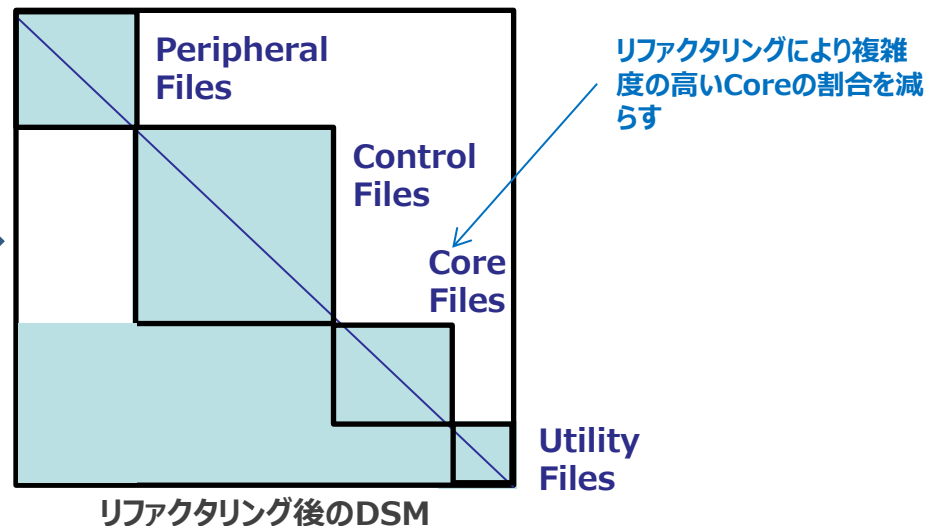 Peripheral
Files
リファクタリングにより複雑
度の高いCoreの割合を減
らす
Control
Files
Core
Files
Utility
Files
リファクタリング後のDSM